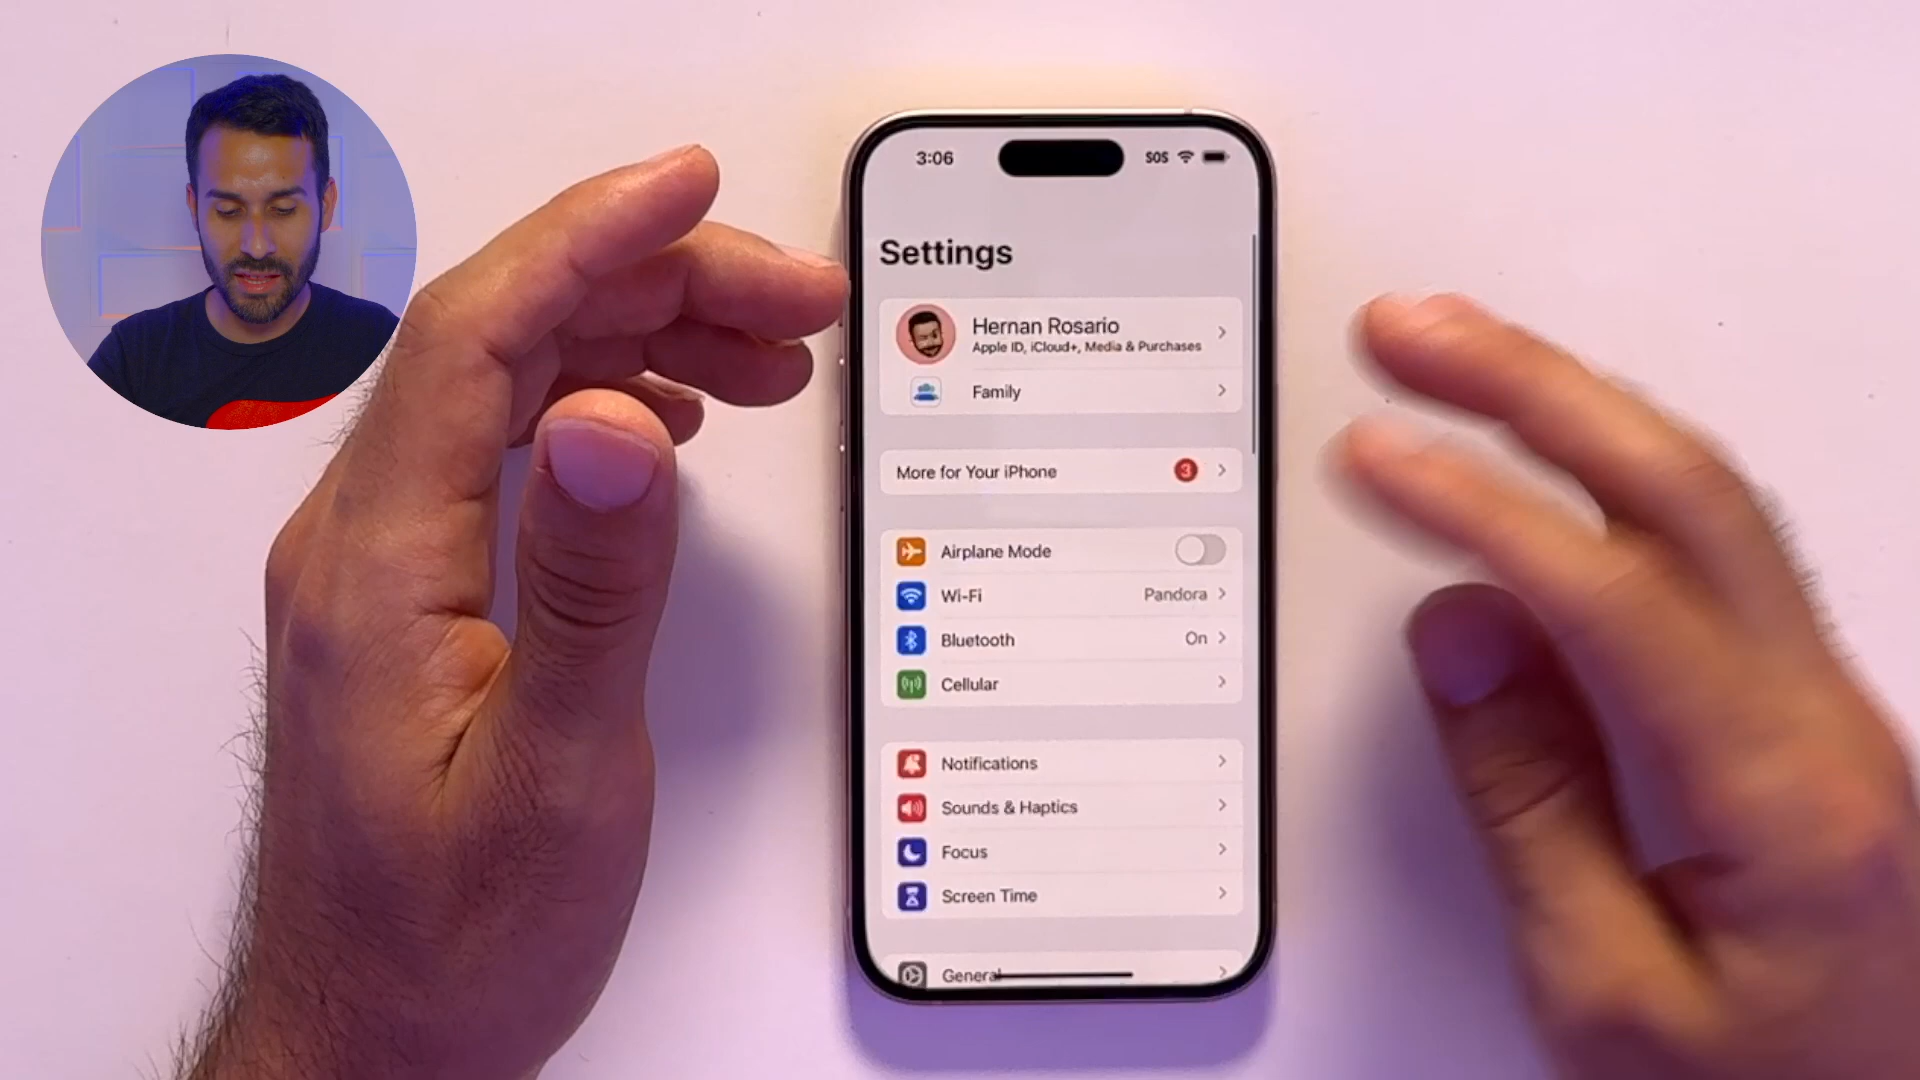 3:06
SOS
Settings
Hernan Rosario
Apple ID, iCloud+, Media & Purchases
Family
More for Your iPhone
3
Airplane Mode
Wi-Fi
Pandora
Bluetooth
On
Cellular
Notifications
Sounds & Haptics
Focus
Screen Time
General